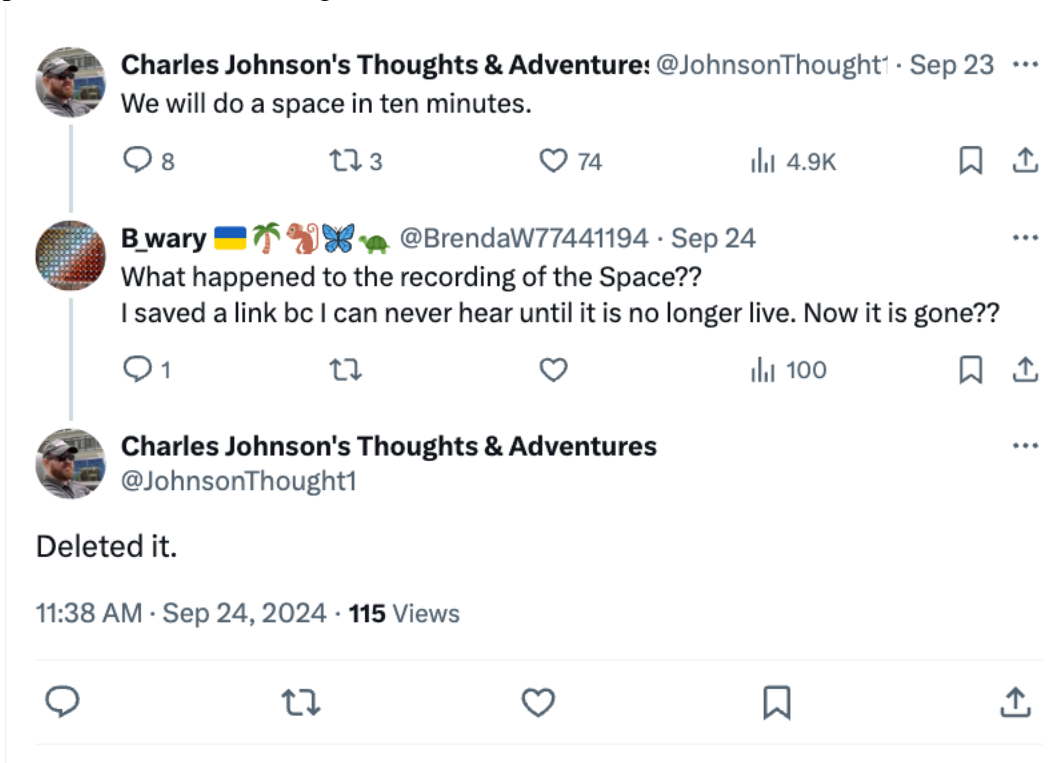 Charles Johnson's Thoughts & Adventures @JohnsonThought1 · Sep 23 ···
We will do a space in ten minutes.
8 3 74 4.9K
B_wary 🇺🇦🌴🐒🦋🐢 @BrendaW77441194 · Sep 24 ···
What happened to the recording of the Space??
I saved a link bc I can never hear until it is no longer live. Now it is gone??
1 100
Charles Johnson's Thoughts & Adventures ···
@JohnsonThought1
Deleted it.
11:38 AM · Sep 24, 2024 · 115 Views